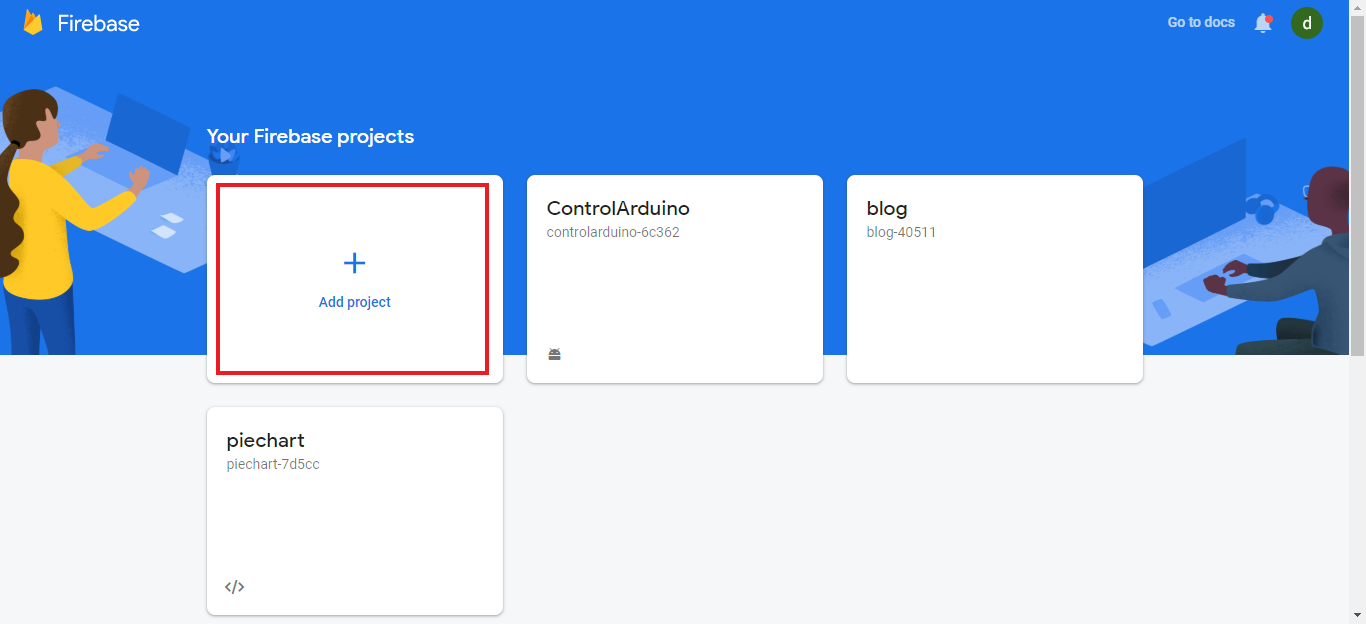 Firebase
Go to docs
d
Your Firebase projects
Add project
ControlArduino
controlarduino-6c362
blog
blog-40511
piechart
piechart-7d5cc
</>